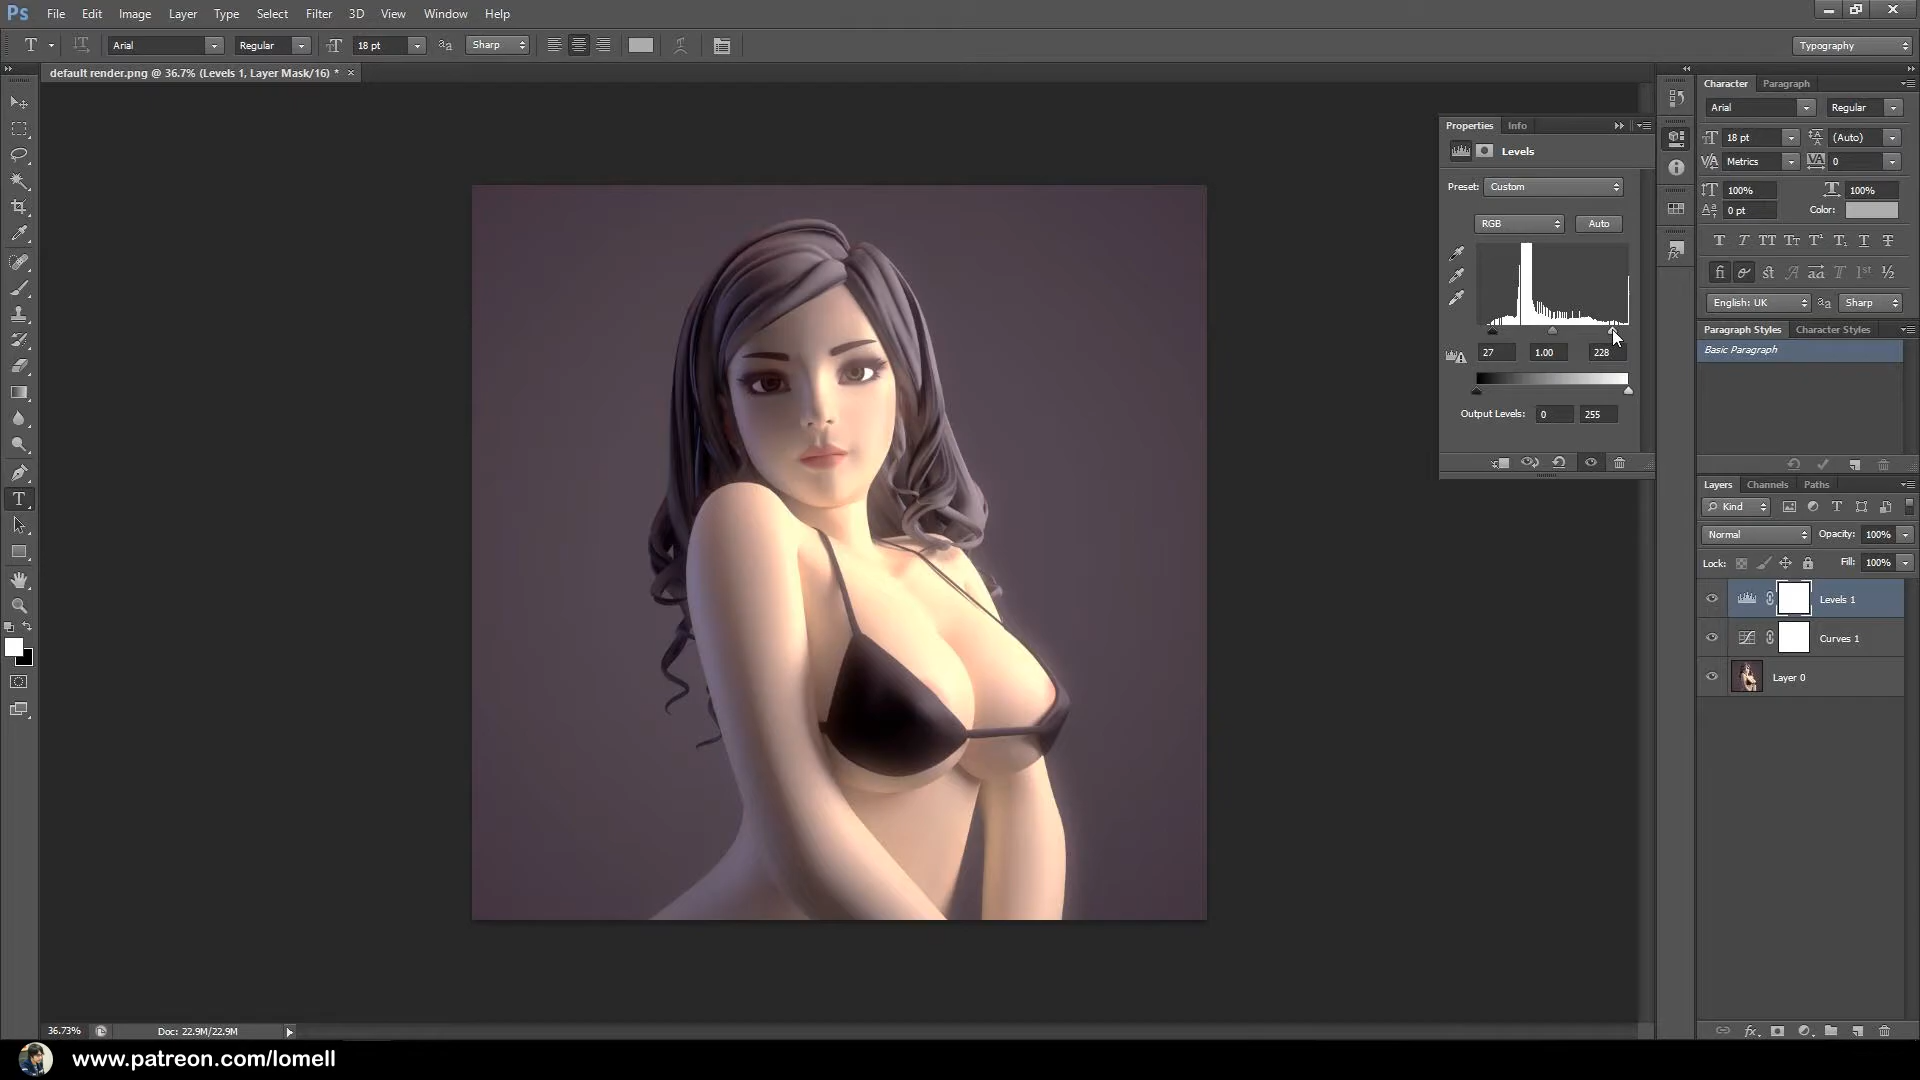 Ps File Edit Image Layer Type Select Filter 3D View Window Help
T Arial Regular 18 pt aa Sharp Typography
default render.png @ 36.7% (Levels 1, Layer Mask/16) * ×
Properties Info
Levels
Preset: Custom
RGB Auto
27 1.00 228
Output Levels: 0 255
Character Paragraph
Arial Regular
18 pt (Auto)
Metrics 0
100% 100%
0 pt Color:
English: UK aa Sharp
Paragraph Styles Character Styles
Basic Paragraph
Layers Channels Paths
Kind
Normal Opacity: 100%
Lock: Fill: 100%
Levels 1
Curves 1
Layer 0
36.73% Doc: 22.9M/22.9M
www.patreon.com/lomell